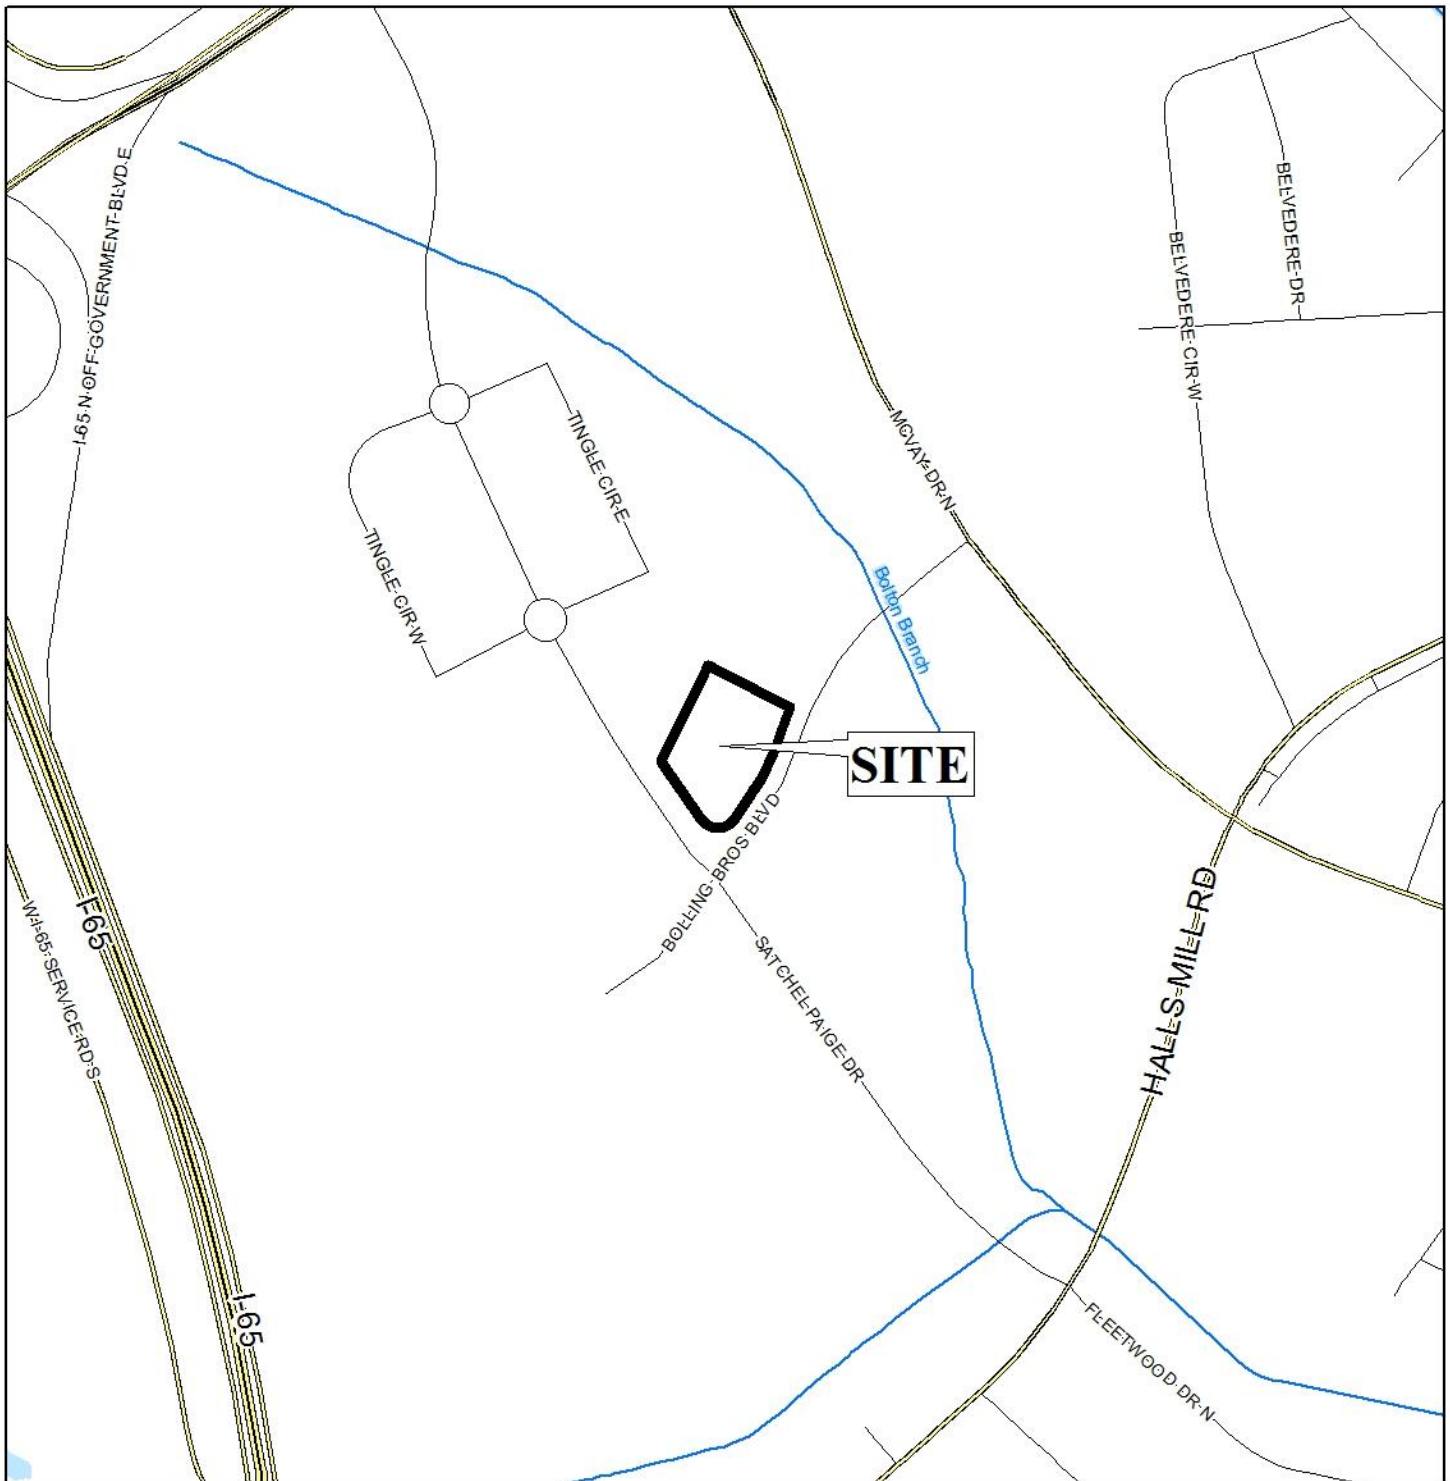 I-65 N OFF GOVERNMENT BLVD E
BELVEDERE DR
BELVEDERE CIR W
MCVAY DR N
TINGLE CIR E
TINGLE CIR W
Bolton Branch
SITE
BOLLING BROS BLVD
SATCHEL PAIGE DR
I-65
W I-65 SERVICE RD S
HALLS MILL RD
I-65
FLEETWOOD DR N